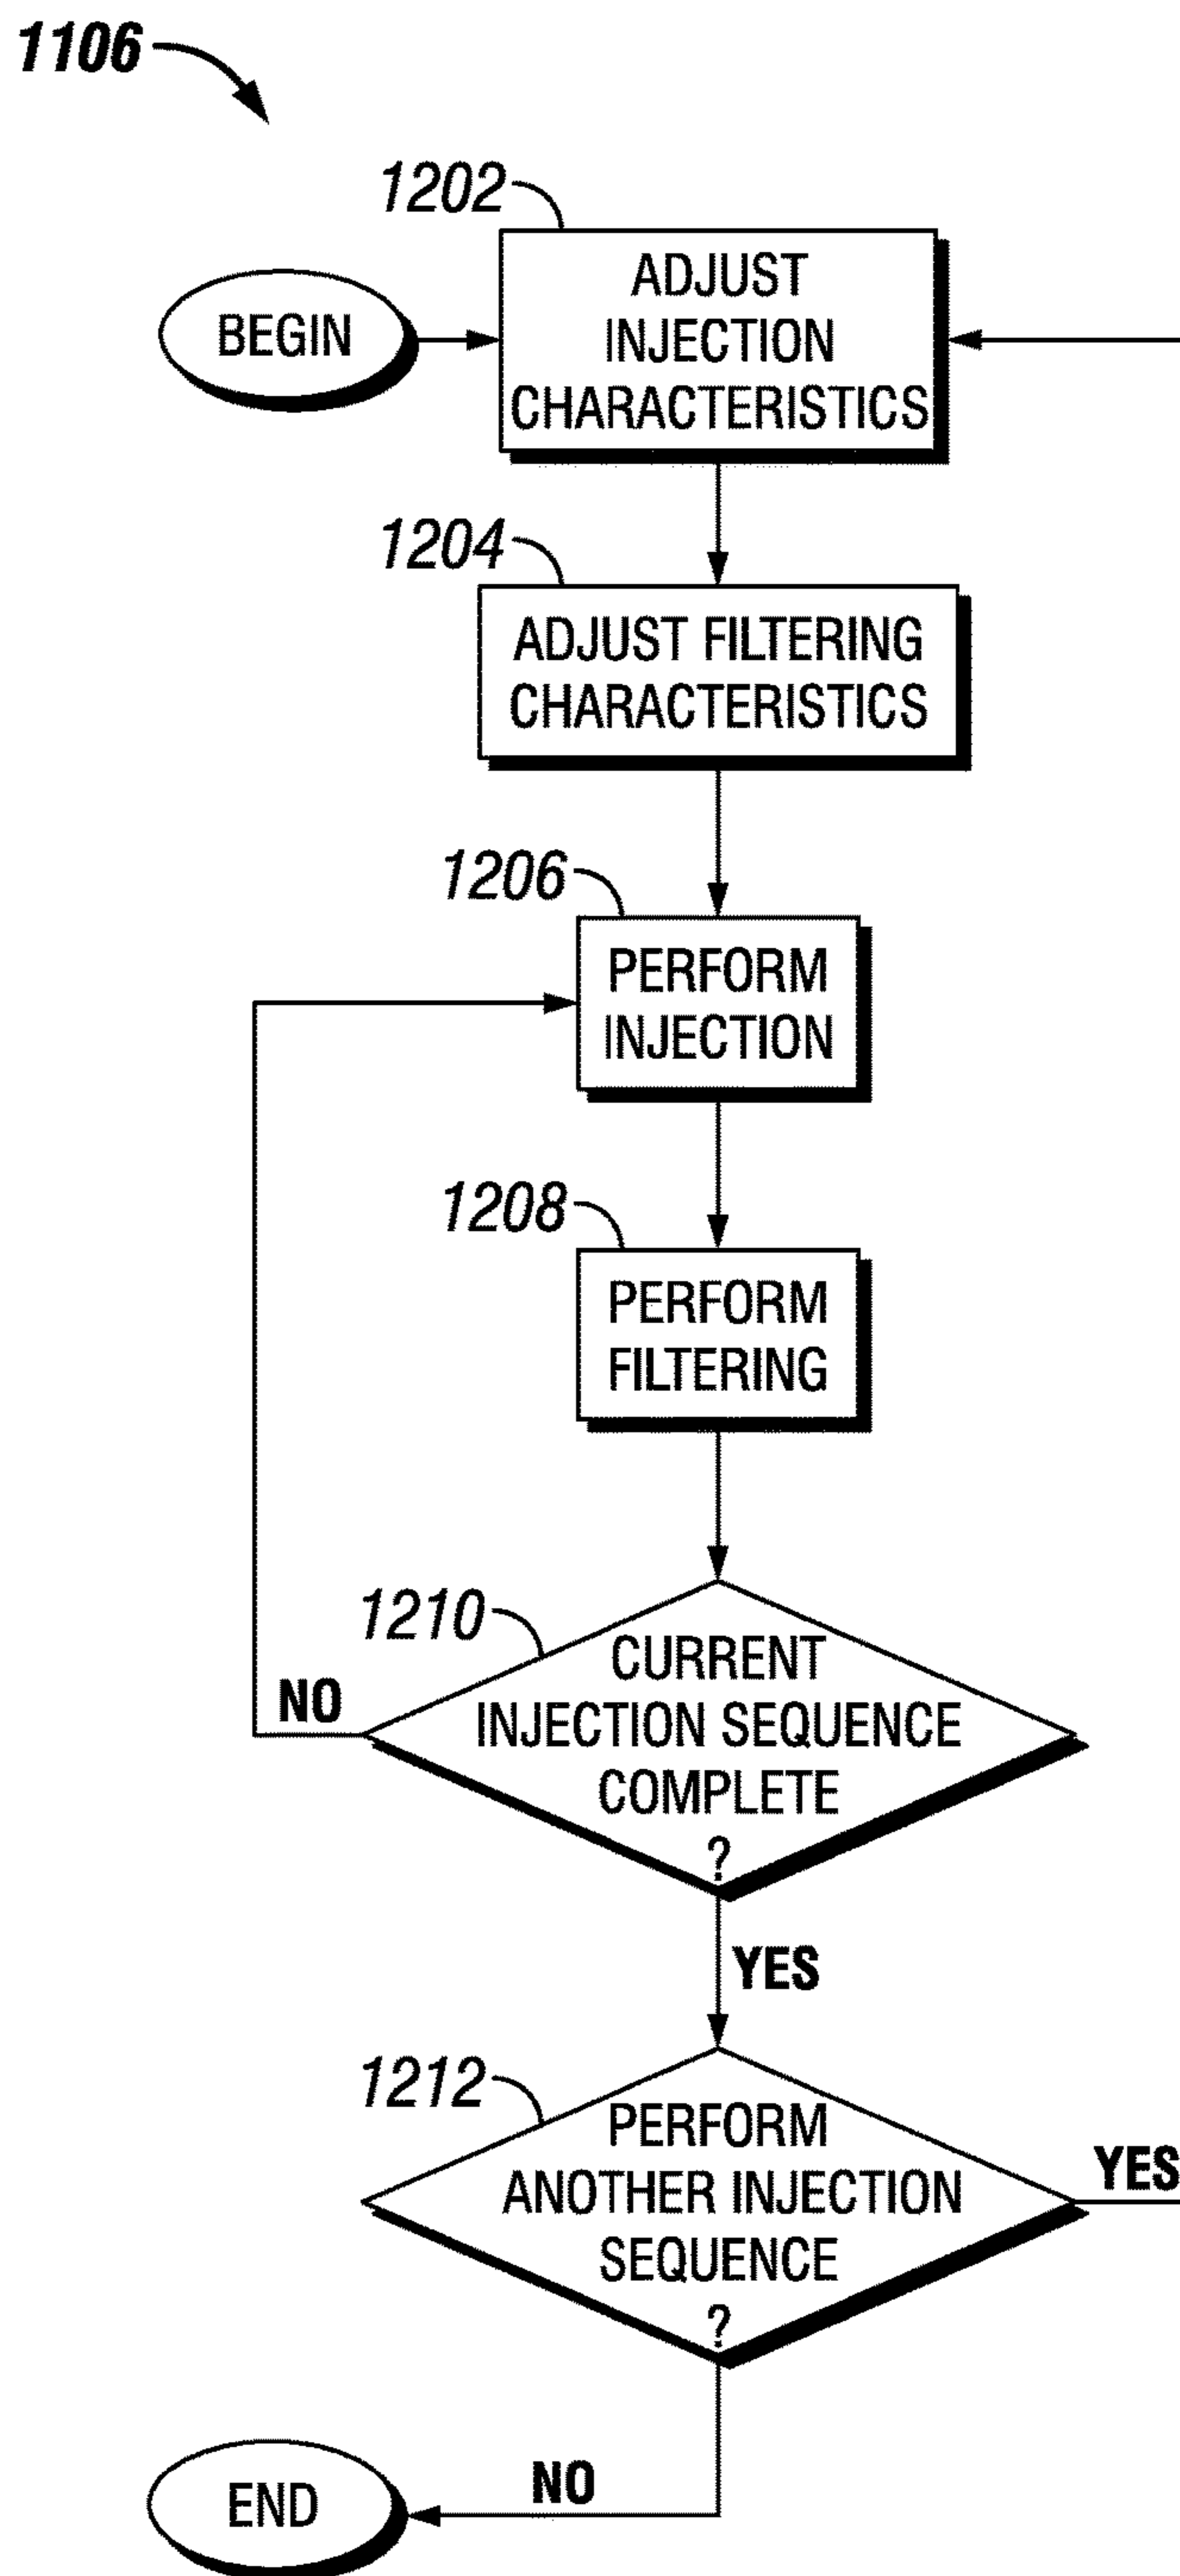 1106
1202
ADJUST
INJECTION
CHARACTERISTICS
BEGIN
1204
ADJUST FILTERING
CHARACTERISTICS
1206
PERFORM
INJECTION
1208
PERFORM
FILTERING
1210
CURRENT
INJECTION SEQUENCE
COMPLETE
?
NO
YES
1212
PERFORM
ANOTHER INJECTION
SEQUENCE
?
YES
NO
END